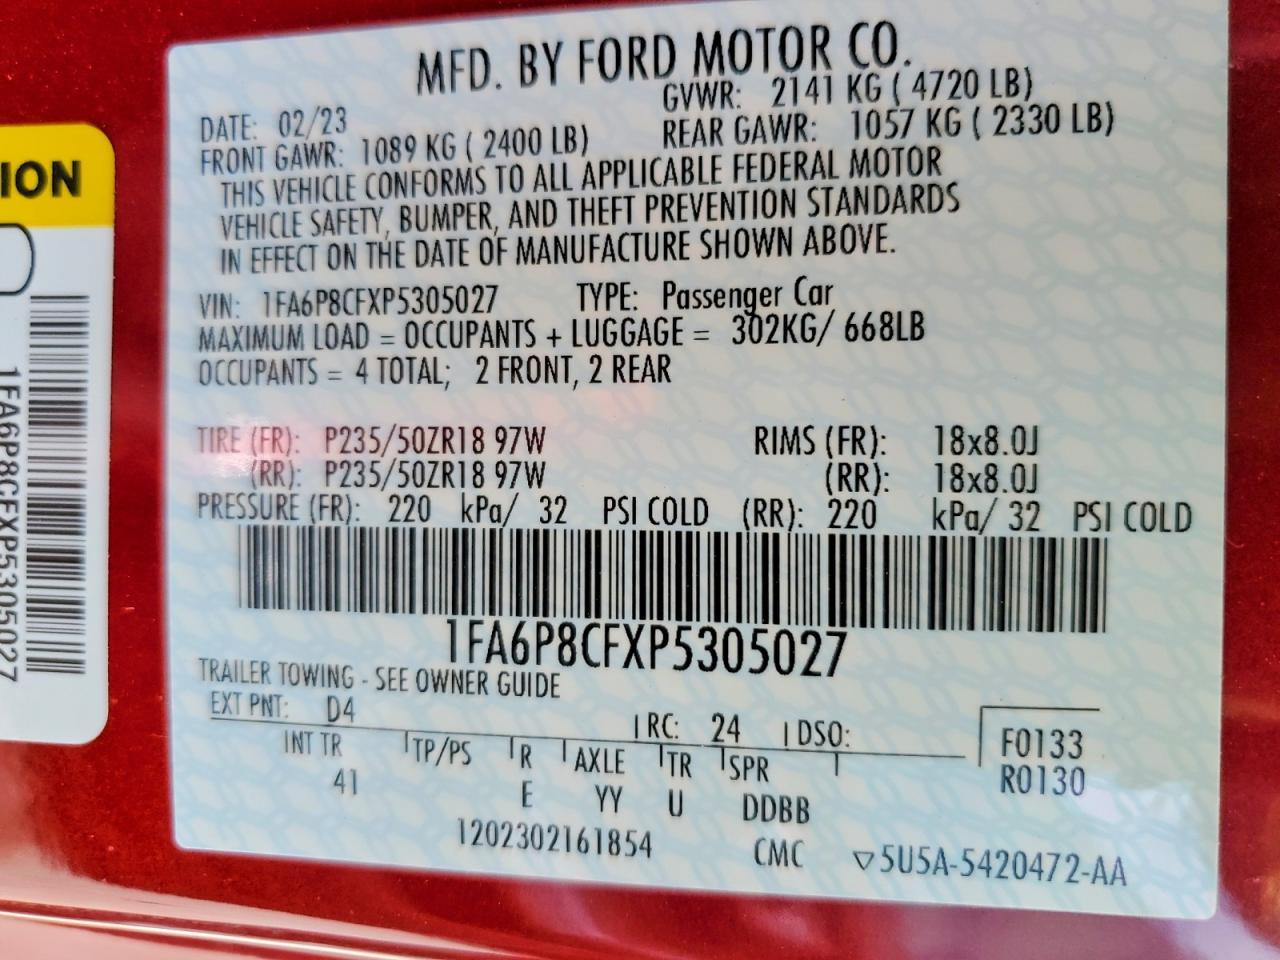 MFD. BY FORD MOTOR CO.
DATE: 02/23 GVWR: 2141 KG ( 4720 LB)
FRONT GAWR: 1089 KG ( 2400 LB) REAR GAWR: 1057 KG ( 2330 LB)
THIS VEHICLE CONFORMS TO ALL APPLICABLE FEDERAL MOTOR
VEHICLE SAFETY, BUMPER, AND THEFT PREVENTION STANDARDS
IN EFFECT ON THE DATE OF MANUFACTURE SHOWN ABOVE.
VIN: 1FA6P8CFXP5305027 TYPE: Passenger Car
MAXIMUM LOAD = OCCUPANTS + LUGGAGE = 302KG/ 668LB
OCCUPANTS = 4 TOTAL; 2 FRONT, 2 REAR
TIRE (FR): P235/50ZR18 97W RIMS (FR): 18x8.0J
(RR): P235/50ZR18 97W (RR): 18x8.0J
PRESSURE (FR): 220 kPa/ 32 PSI COLD (RR): 220 kPa/ 32 PSI COLD
1FA6P8CFXP5305027
TRAILER TOWING - SEE OWNER GUIDE
EXT PNT: D4 RC: 24 DSO:
INT TR TP/PS R AXLE TR SPR
41 E YY U DDBB
F0133
R0130
1202302161854 CMC ▽5U5A-5420472-AA
ION
1FA6P8CFXP5305027